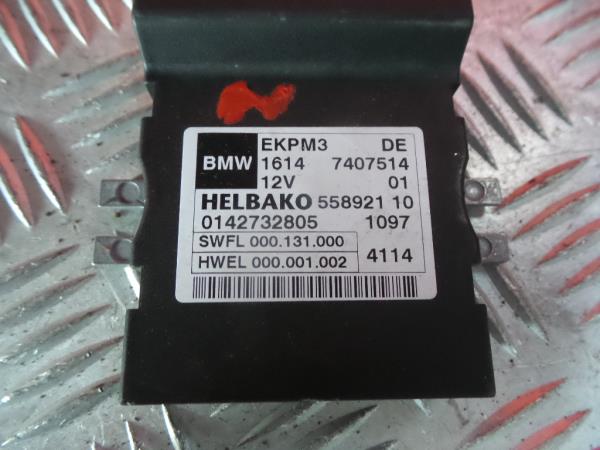 EKPM3 DE
BMW 1614 7407514
12V 01
HELBAKO 558921 10
0142732805 1097
SWFL 000.131.000
HWEL 000.001.002 4114